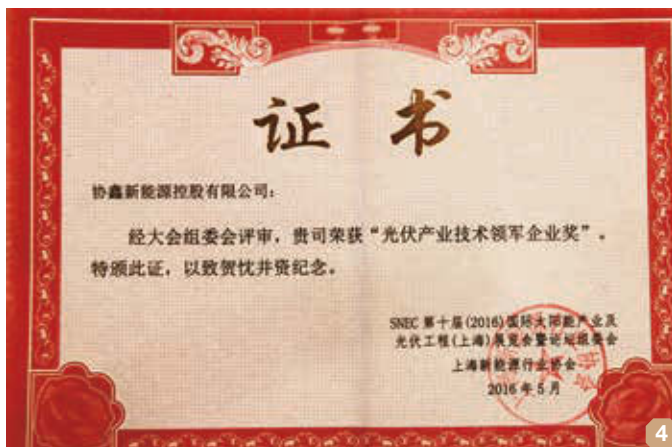 证书
协鑫新能源控股有限公司：
经大会组委会评审，贵司荣获“光伏产业技术领军企业奖”。
特颁此证，以致贺忱并资纪念。
SNEC 第十届(2016)国际太阳能产业及
光伏工程(上海)展览会暨论坛组委会
上海新能源行业协会
2016年5月
4